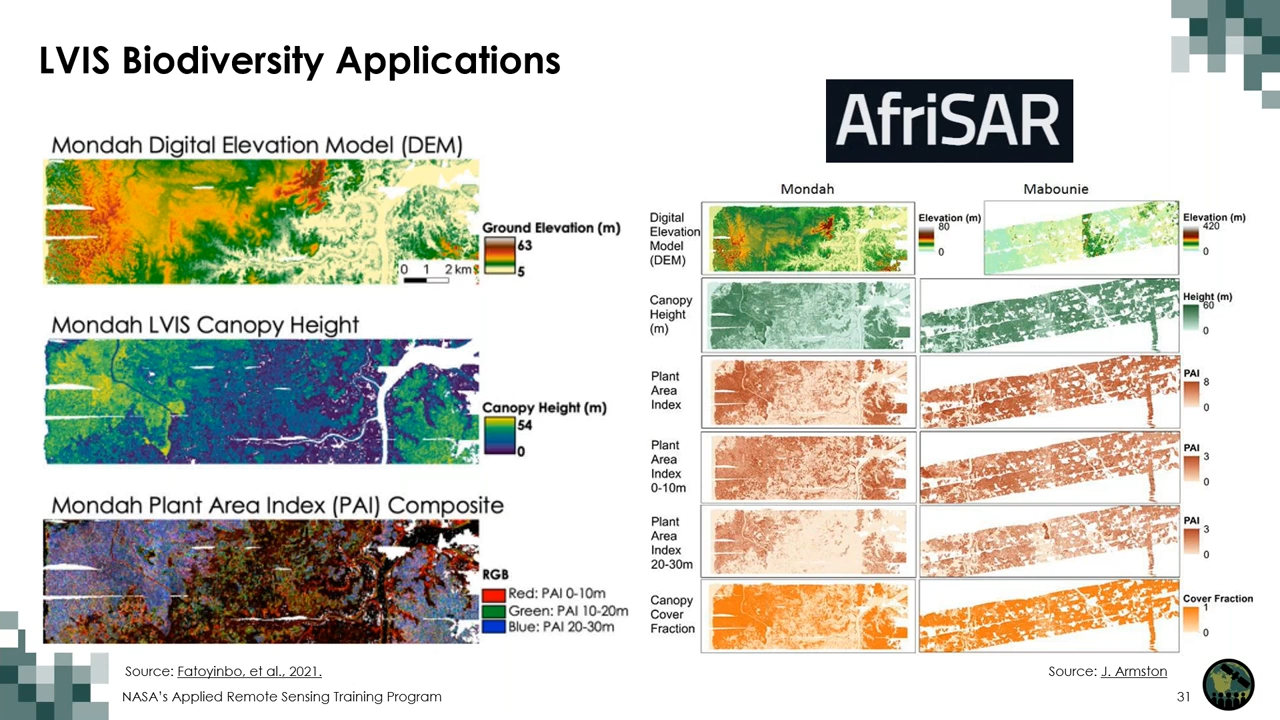 LVIS Biodiversity Applications
AfriSAR
Mondah Digital Elevation Model (DEM)
Ground Elevation (m)
63
5
0 1 2 km
Mondah LVIS Canopy Height
Canopy Height (m)
54
0
Mondah Plant Area Index (PAI) Composite
RGB
Red: PAI 0-10m
Green: PAI 10-20m
Blue: PAI 20-30m
Mondah
Mabounie
Digital
Elevation
Model
(DEM)
Elevation (m)
80
0
Elevation (m)
420
0
Canopy
Height
(m)
Height (m)
60
0
Plant
Area
Index
PAI
8
0
Plant
Area
Index
0-10m
PAI
3
0
Plant
Area
Index
20-30m
PAI
3
0
Canopy
Cover
Fraction
Cover Fraction
1
0
Source: Fatoyinbo, et al., 2021.
Source: J. Armston
NASA's Applied Remote Sensing Training Program
31